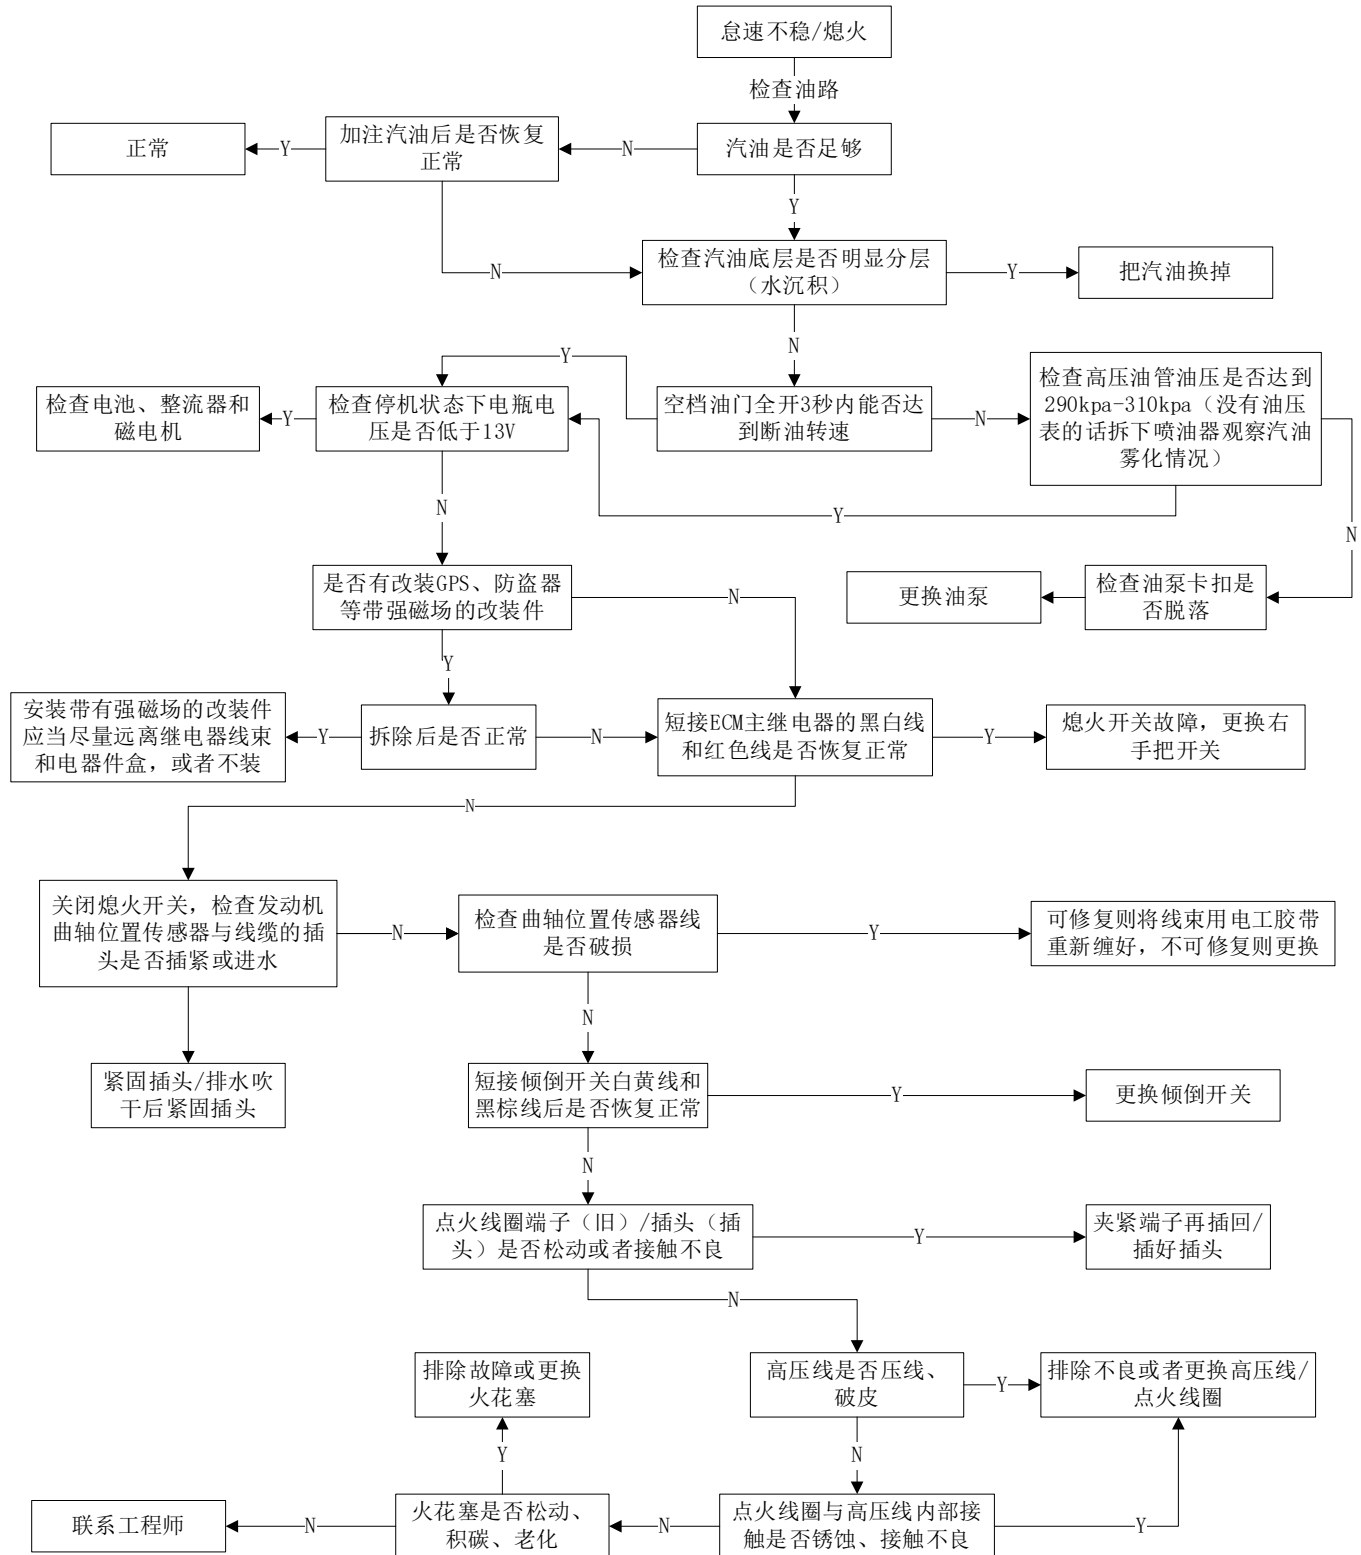 怠速不稳/熄火
检查油路
正常
Y
加注汽油后是否恢复
正常
N
汽油是否足够
Y
N
检查汽油底层是否明显分层
（水沉积）
Y
把汽油换掉
N
Y
检查电池、整流器和
磁电机
Y
检查停机状态下电瓶电
压是否低于13V
空档油门全开3秒内能否达
到断油转速
N
检查高压油管油压是否达到
290kpa-310kpa（没有油压
表的话拆下喷油器观察汽油
雾化情况）
N
Y
N
是否有改装GPS、防盗器
等带强磁场的改装件
N
更换油泵
检查油泵卡扣是
否脱落
Y
安装带有强磁场的改装件
应当尽量远离继电器线束
和电器件盒，或者不装
Y
拆除后是否正常
N
短接ECM主继电器的黑白线
和红色线是否恢复正常
Y
熄火开关故障，更换右
手把开关
N
关闭熄火开关，检查发动机
曲轴位置传感器与线缆的插
头是否插紧或进水
N
检查曲轴位置传感器线
是否破损
Y
可修复则将线束用电工胶带
重新缠好，不可修复则更换
N
紧固插头/排水吹
干后紧固插头
短接倾倒开关白黄线和
黑棕线后是否恢复正常
Y
更换倾倒开关
N
点火线圈端子（旧）/插头（插
头）是否松动或者接触不良
Y
夹紧端子再插回/
插好插头
N
排除故障或更换
火花塞
高压线是否压线、
破皮
Y
排除不良或者更换高压线/
点火线圈
Y
N
联系工程师
N
火花塞是否松动、
积碳、老化
N
点火线圈与高压线内部接
触是否锈蚀、接触不良
Y